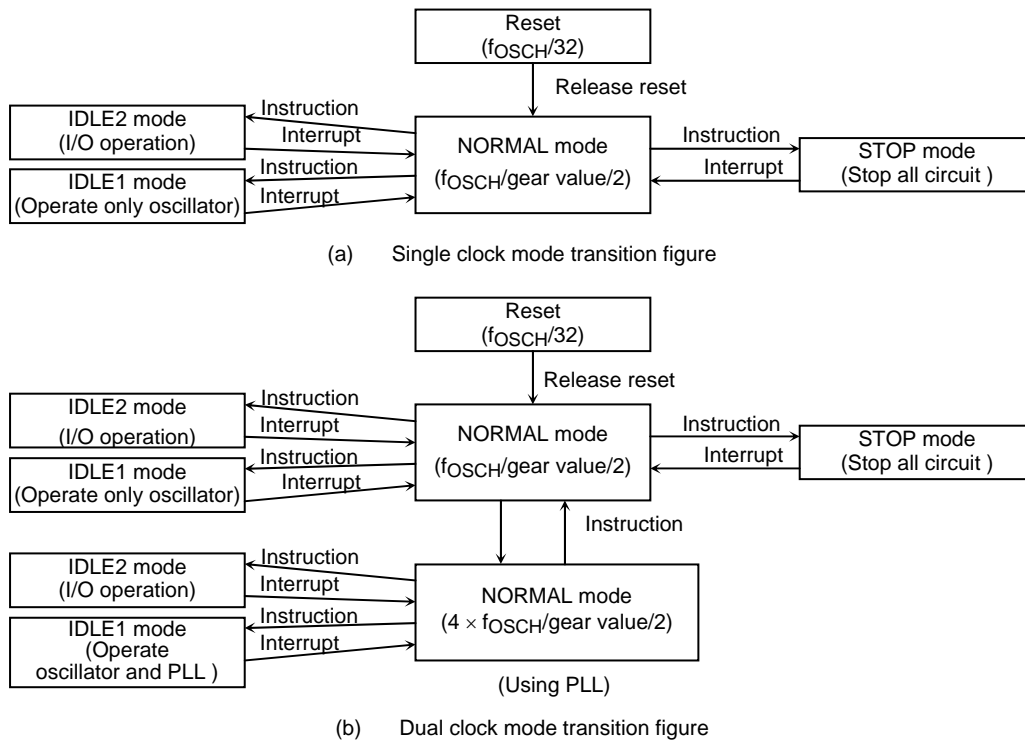 Reset
(fOSCH/32)
Release reset
IDLE2 mode
(I/O operation)
Instruction
Interrupt
IDLE1 mode
(Operate only oscillator)
Instruction
Interrupt
NORMAL mode
(fOSCH/gear value/2)
Instruction
Interrupt
STOP mode
(Stop all circuit )
(a) Single clock mode transition figure
Reset
(fOSCH/32)
Release reset
IDLE2 mode
(I/O operation)
Instruction
Interrupt
IDLE1 mode
(Operate only oscillator)
Instruction
Interrupt
NORMAL mode
(fOSCH/gear value/2)
Instruction
Interrupt
STOP mode
(Stop all circuit )
Instruction
IDLE2 mode
(I/O operation)
Instruction
Interrupt
IDLE1 mode
(Operate
oscillator and PLL )
Instruction
Interrupt
NORMAL mode
(4 × fOSCH/gear value/2)
(Using PLL)
(b) Dual clock mode transition figure